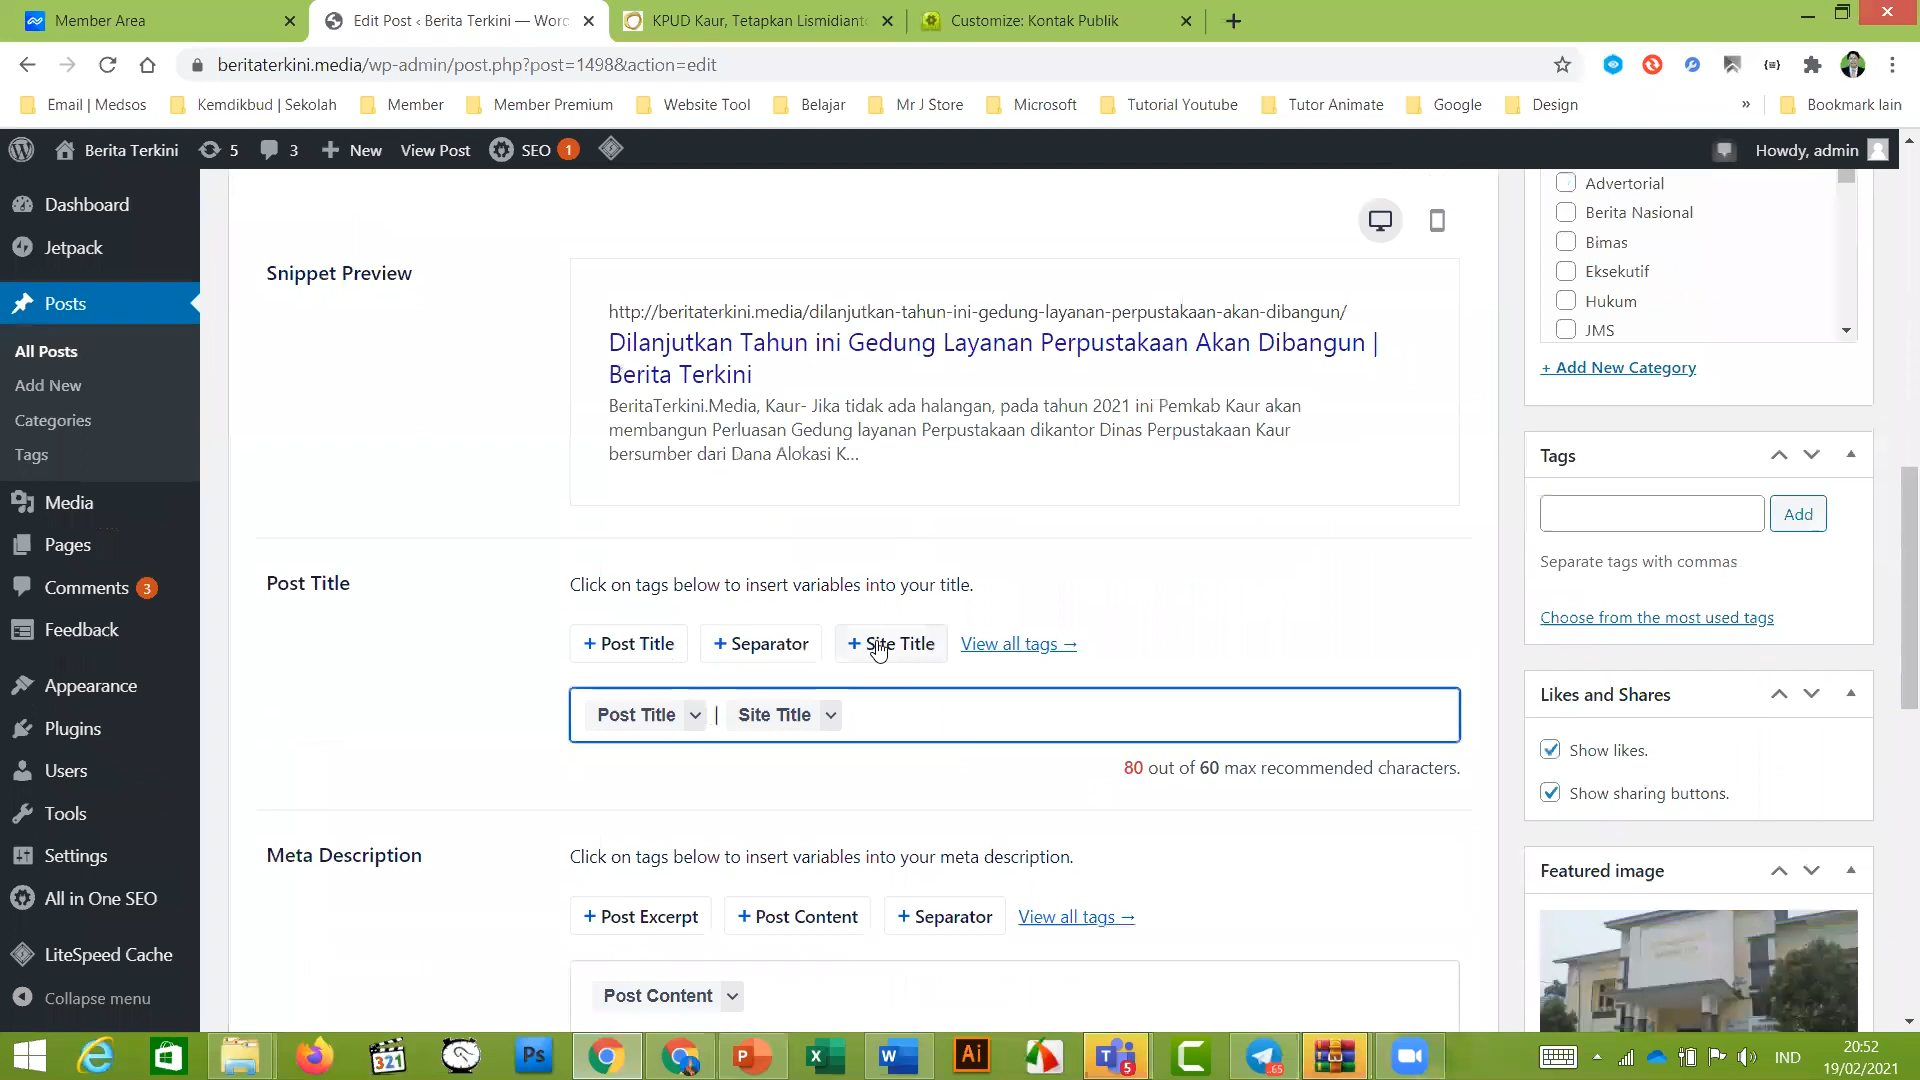 Member Area
Edit Post ‹ Berita Terkini — Word
KPUD Kaur, Tetapkan Lismidianto
Customize: Kontak Publik
beritaterkini.media/wp-admin/post.php?post=1498&action=edit
Email | Medsos
Kemdikbud | Sekolah
Member
Member Premium
Website Tool
Belajar
Mr J Store
Microsoft
Tutorial Youtube
Tutor Animate
Google
Design
»
Bookmark lain
Berita Terkini
5
3
New
View Post
SEO 1
Howdy, admin
Dashboard
Jetpack
Posts
All Posts
Add New
Categories
Tags
Media
Pages
Comments 3
Feedback
Appearance
Plugins
Users
Tools
Settings
All in One SEO
LiteSpeed Cache
Collapse menu
Snippet Preview
http://beritaterkini.media/dilanjutkan-tahun-ini-gedung-layanan-perpustakaan-akan-dibangun/
Dilanjutkan Tahun ini Gedung Layanan Perpustakaan Akan Dibangun |
Berita Terkini
BeritaTerkini.Media, Kaur- Jika tidak ada halangan, pada tahun 2021 ini Pemkab Kaur akan
membangun Perluasan Gedung layanan Perpustakaan dikantor Dinas Perpustakaan Kaur
bersumber dari Dana Alokasi K...
Post Title
Click on tags below to insert variables into your title.
+ Post Title
+ Separator
+ Site Title
View all tags →
Post Title | Site Title
80 out of 60 max recommended characters.
Meta Description
Click on tags below to insert variables into your meta description.
+ Post Excerpt
+ Post Content
+ Separator
View all tags →
Post Content
Advertorial
Berita Nasional
Bimas
Eksekutif
Hukum
JMS
+ Add New Category
Tags
Add
Separate tags with commas
Choose from the most used tags
Likes and Shares
Show likes.
Show sharing buttons.
Featured image
321
Ps
Ai
5
65
IND
20:52
19/02/2021